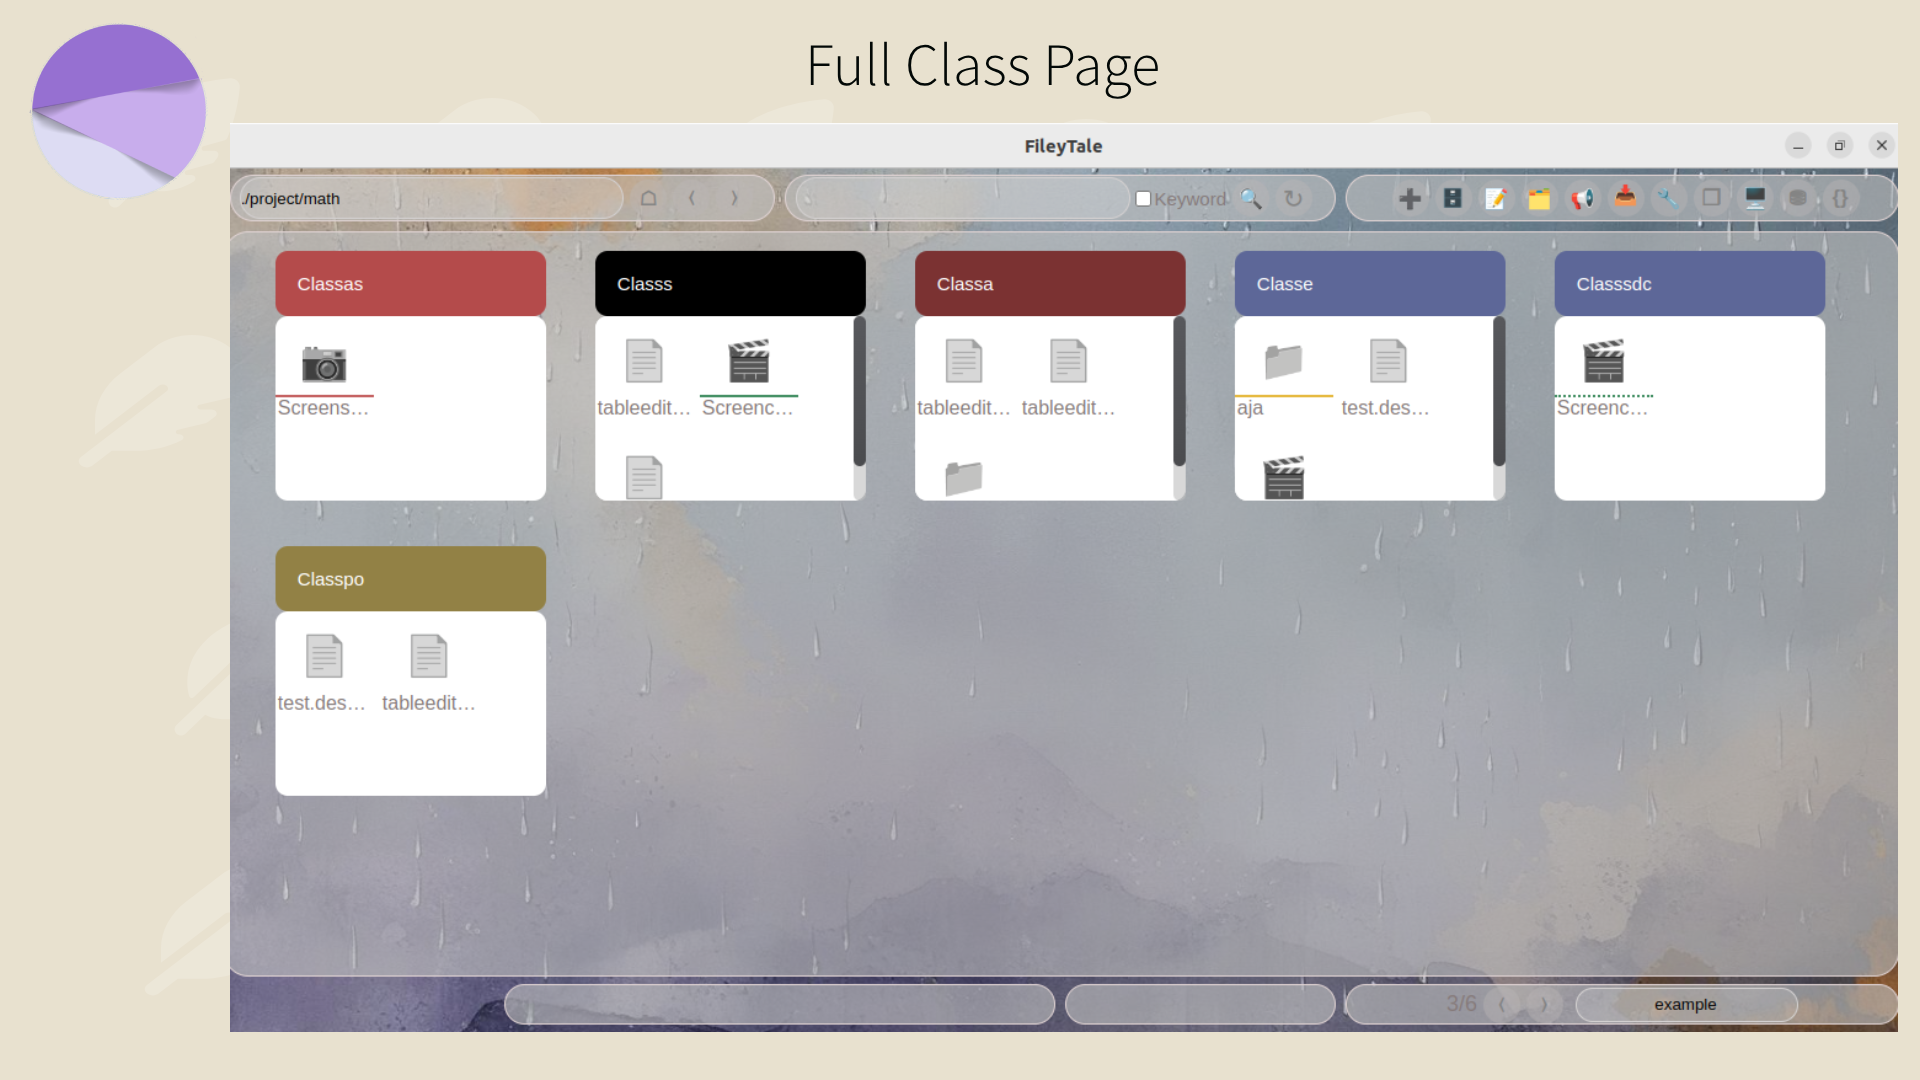 Full Class Page
FileyTale
./project/math
Keyword
Classas
Classs
Classa
Classe
Classsdc
Screens...
tableedit...
Screenc...
tableedit...
tableedit...
aja
test.des...
Screenc...
Classpo
test.des...
tableedit...
3/6
example